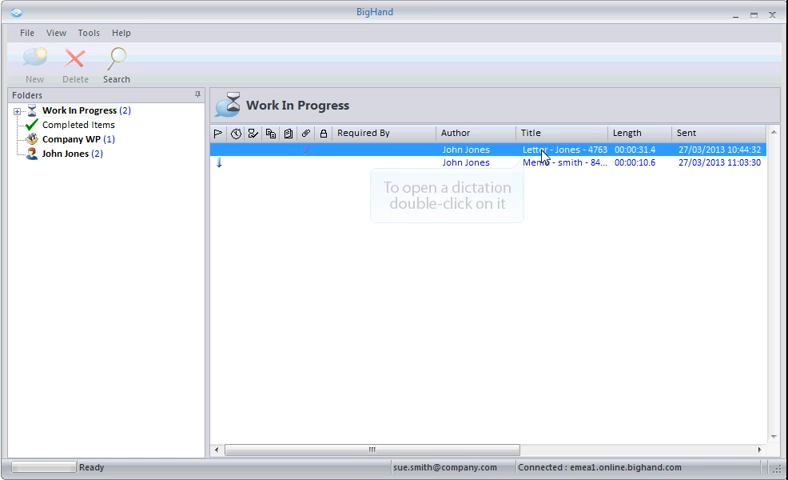 BigHand
File View Tools Help
New Delete Search
Folders
Work In Progress (2)
Completed Items
Company WP (1)
John Jones (2)
Work In Progress
Required By Author Title Length Sent
John Jones Letter - Jones - 4763 00:00:31.4 27/03/2013 10:44:32
John Jones Memo - smith - 84... 00:00:10.6 27/03/2013 11:03:30
To open a dictation
double-click on it
Ready sue.smith@company.com Connected : emea1.online.bighand.com